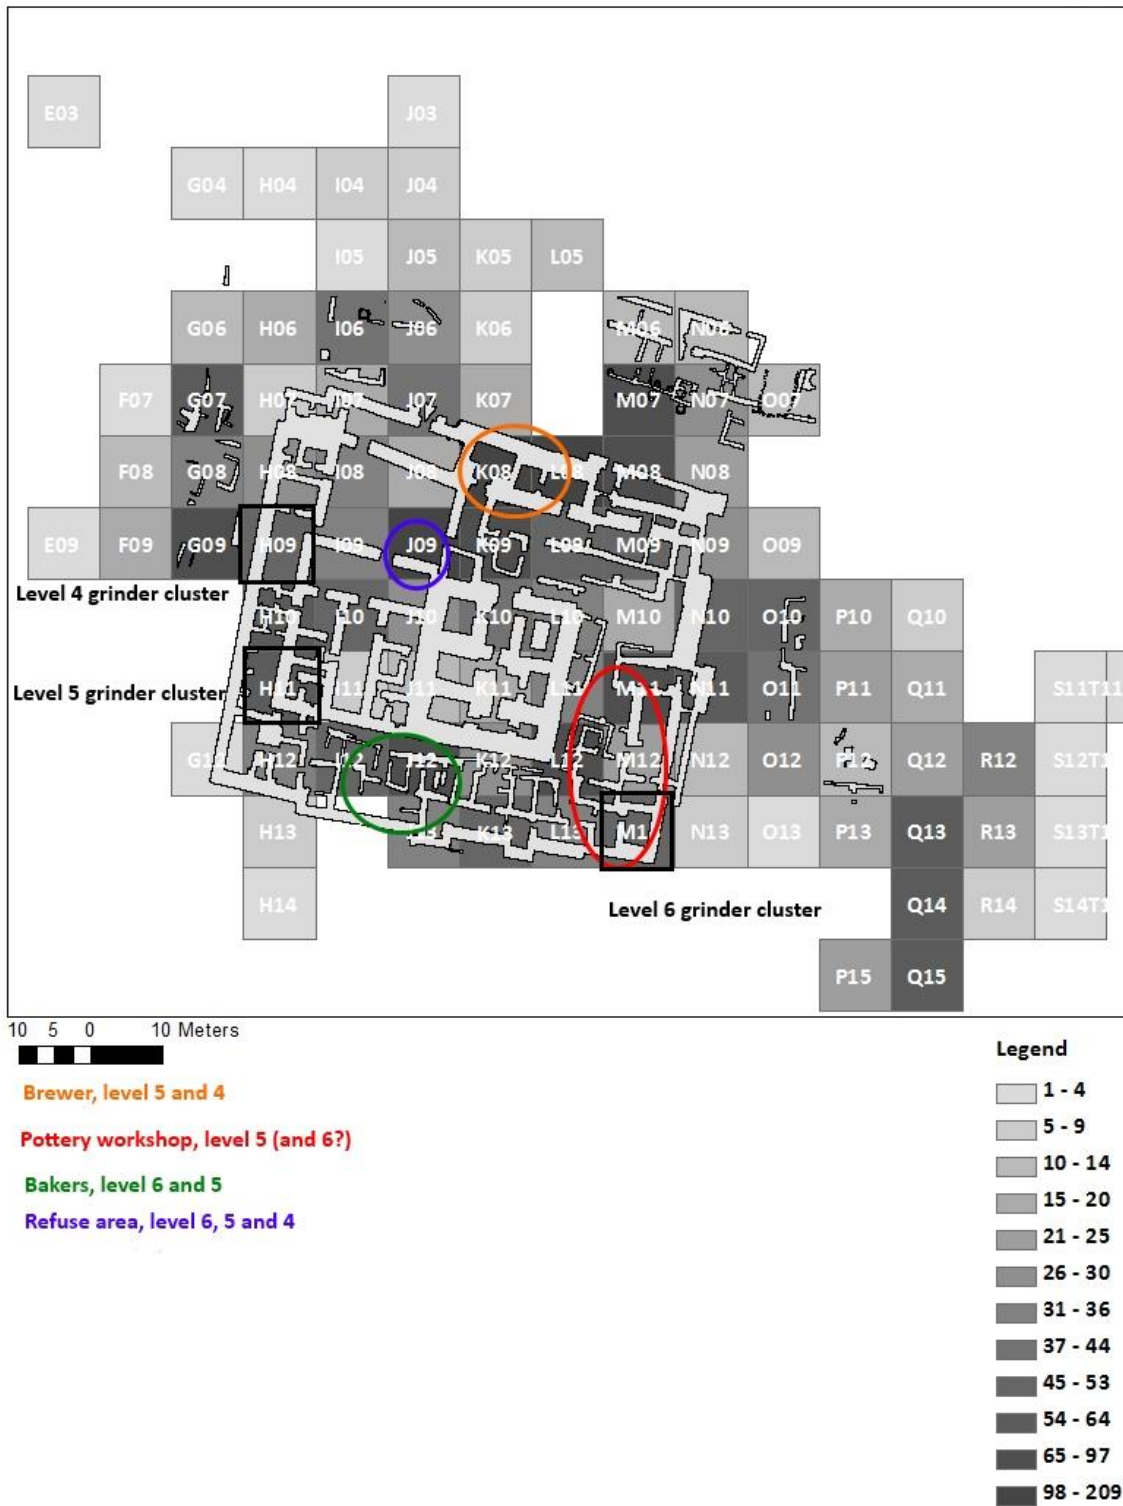 E03 J03
G04 H04 I04 J04
I05 J05 K05 L05
G06 H06 I06 J06 K06 M06 N06
F07 G07 H07 I07 J07 K07 M07 N07 O07
F08 G08 H08 I08 J08 K08 L08 M08 N08
E09 F09 G09 H09 I09 J09 K09 L09 M09 N09 O09
Level 4 grinder cluster
H10 I10 J10 K10 L10 M10 N10 O10 P10 Q10
Level 5 grinder cluster H11 I11 J11 K11 L11 M11 N11 O11 P11 Q11 S11T11
G12 H12 I12 J12 K12 L12 M12 N12 O12 P12 Q12 R12 S12T1
H13 J13 K13 L13 M1 N13 O13 P13 Q13 R13 S13T1
H14 Q14 R14 S14T1
Level 6 grinder cluster
P15 Q15
10 5 0 10 Meters
Legend
1 - 4
Brewer, level 5 and 4
5 - 9
Pottery workshop, level 5 (and 6?)
10 - 14
Bakers, level 6 and 5
15 - 20
Refuse area, level 6, 5 and 4
21 - 25
26 - 30
31 - 36
37 - 44
45 - 53
54 - 64
65 - 97
98 - 209